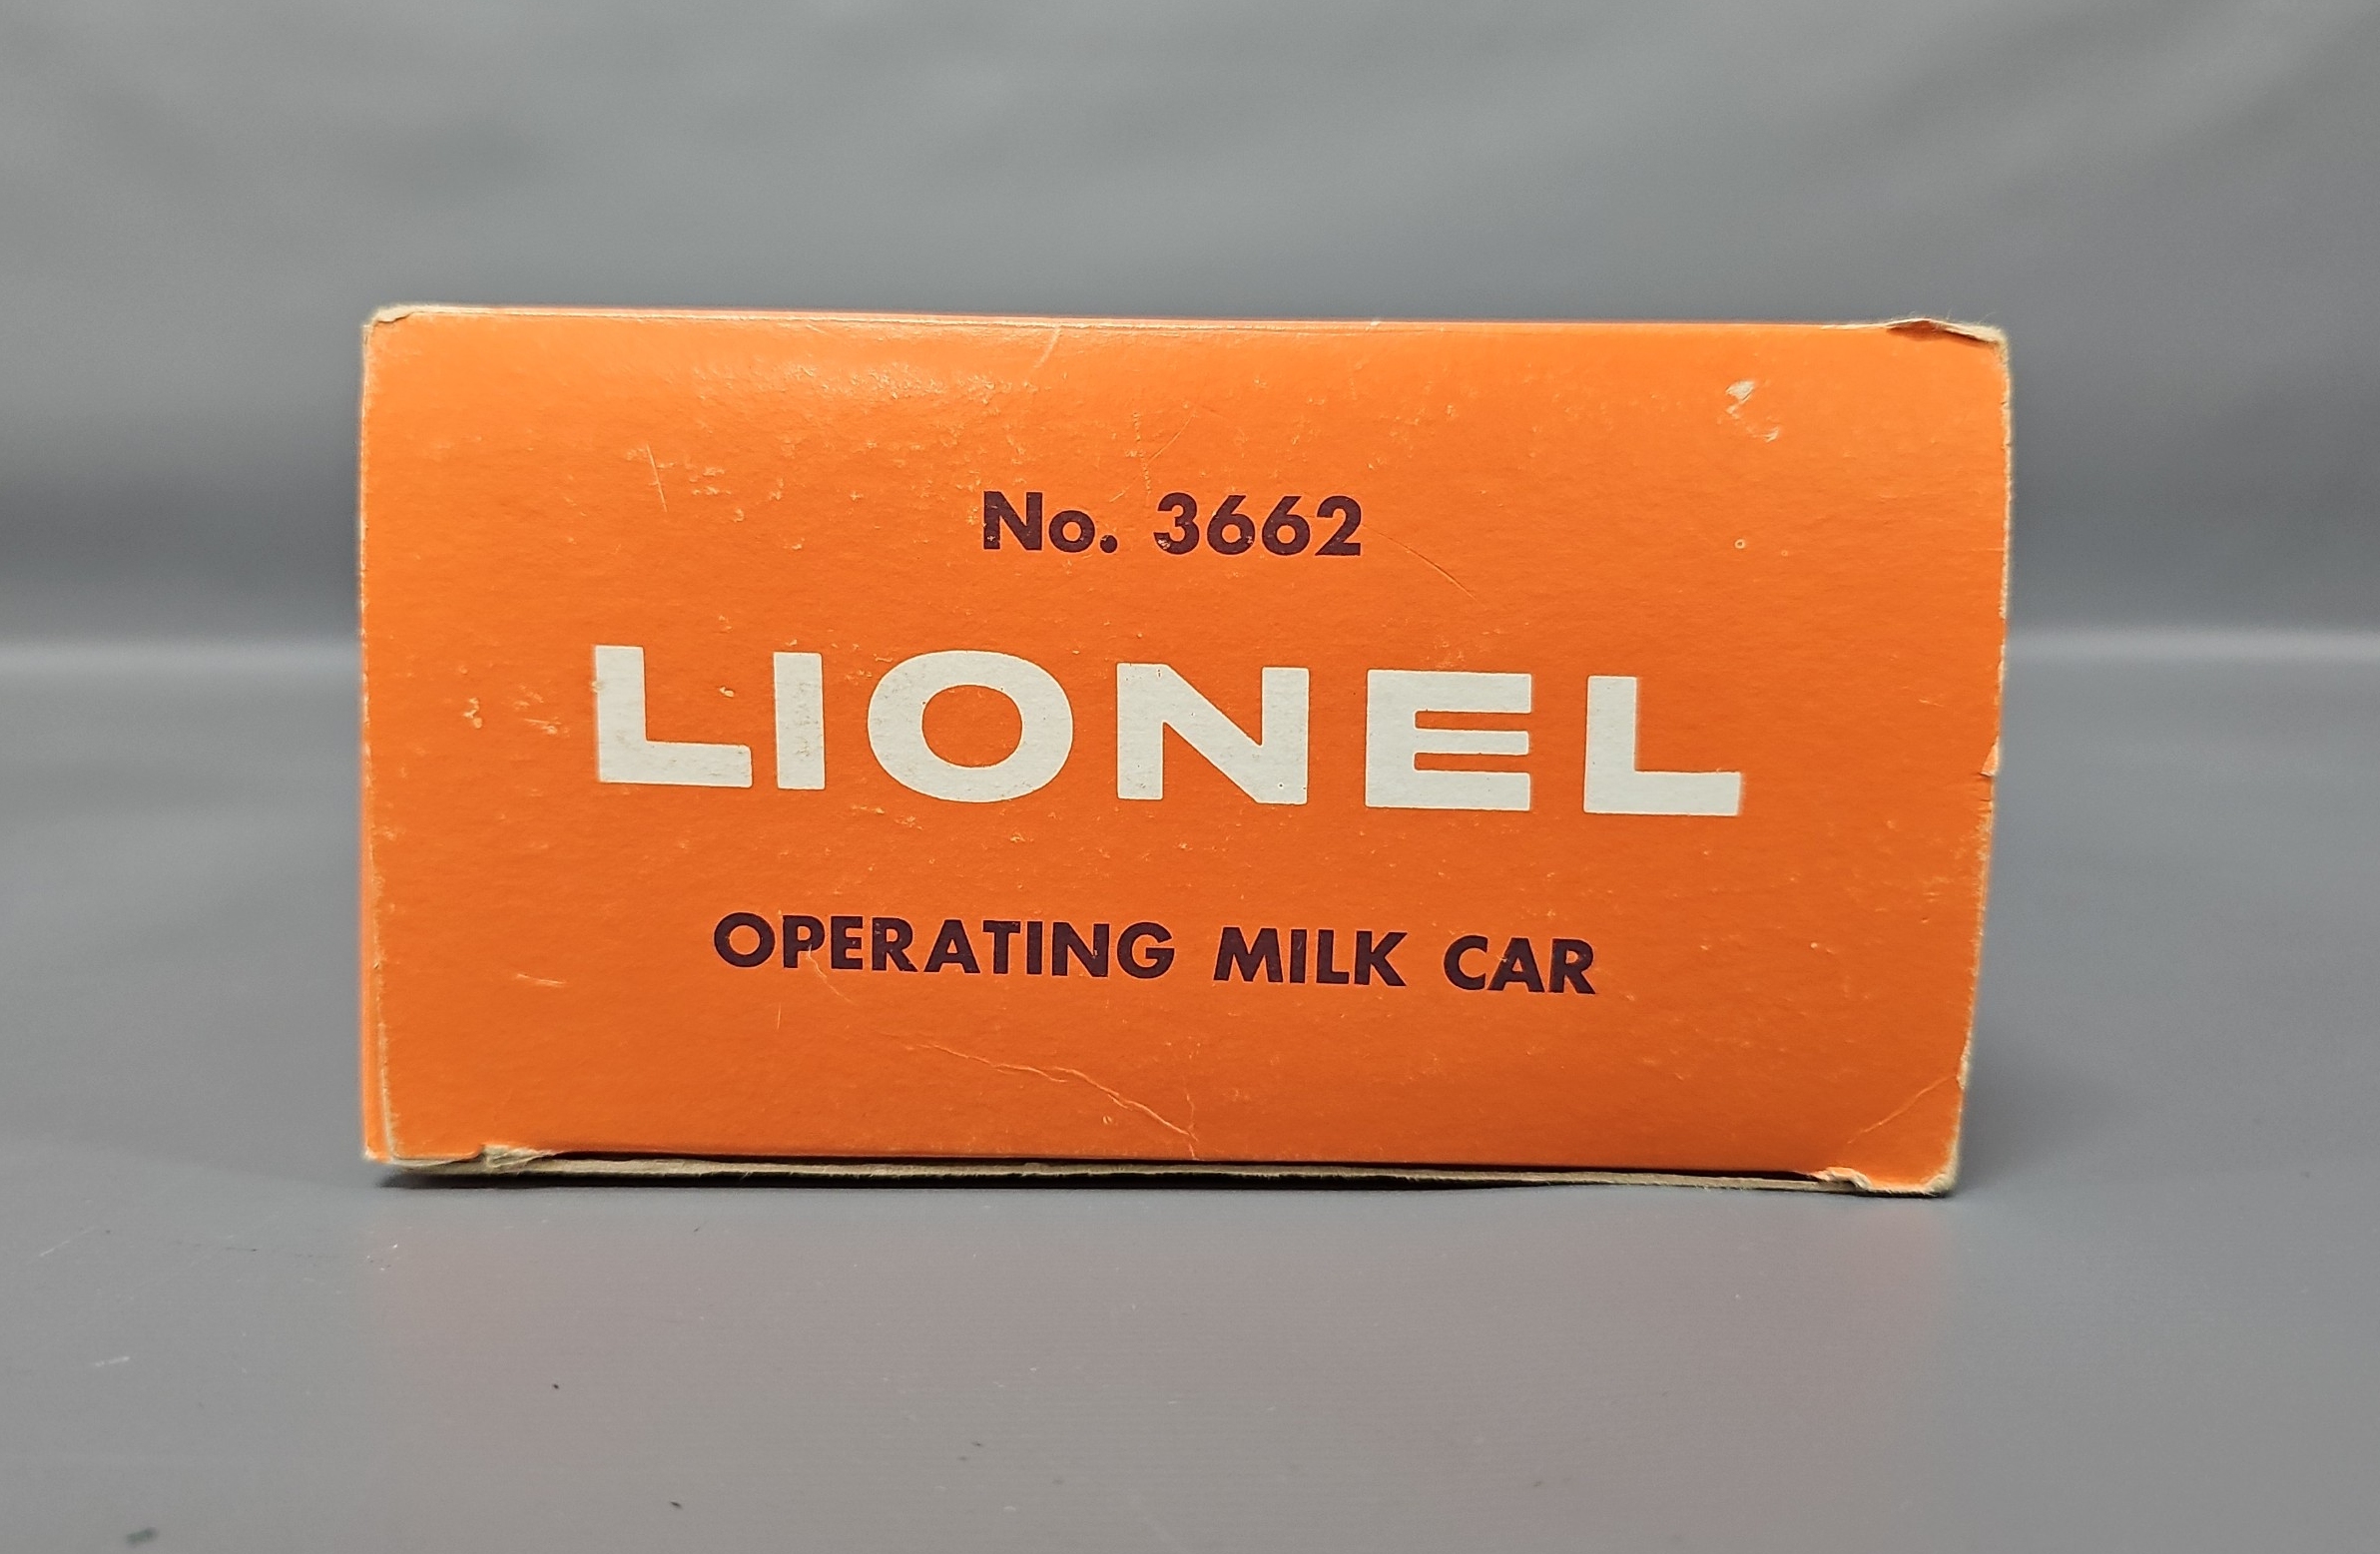 No. 3662
LIONEL
OPERATING MILK CAR